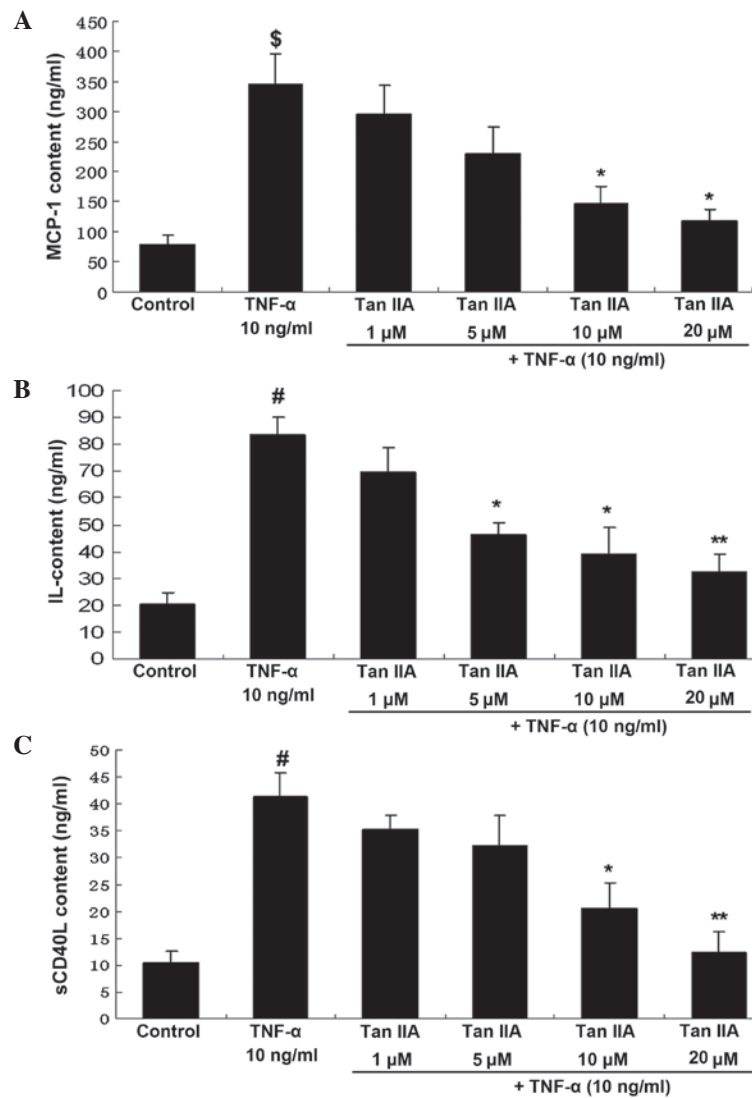 A
MCP-1 content (ng/ml)
450
400
350
300
250
200
150
100
50
0
$
*
*
Control TNF-α Tan IIA Tan IIA Tan IIA Tan IIA
10 ng/ml 1 µM 5 µM 10 µM 20 µM
+ TNF-α (10 ng/ml)
B
IL-content (ng/ml)
100
90
80
70
60
50
40
30
20
10
0
#
*
*
**
Control TNF-α Tan IIA Tan IIA Tan IIA Tan IIA
10 ng/ml 1 µM 5 µM 10 µM 20 µM
+ TNF-α (10 ng/ml)
C
sCD40L content (ng/ml)
50
45
40
35
30
25
20
15
10
5
0
#
*
**
Control TNF-α Tan IIA Tan IIA Tan IIA Tan IIA
10 ng/ml 1 µM 5 µM 10 µM 20 µM
+ TNF-α (10 ng/ml)